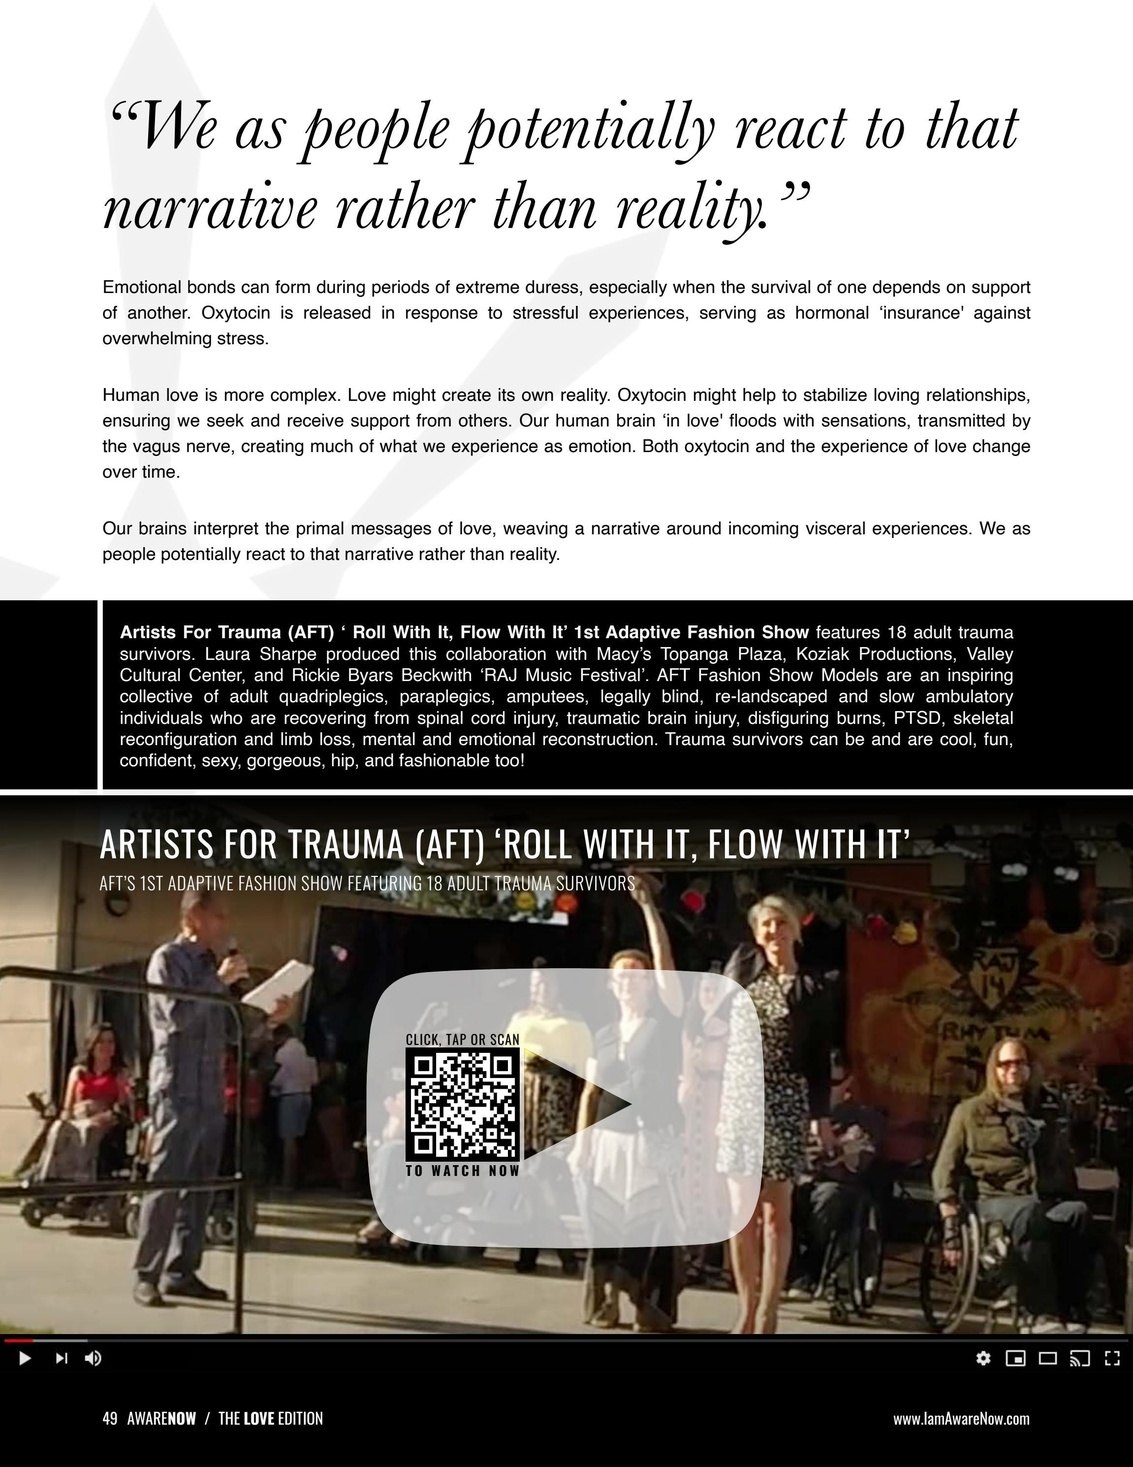 “We as people potentially react to that
narrative rather than reality.”
Emotional bonds can form during periods of extreme duress, especially when the survival of one depends on support
of another. Oxytocin is released in response to stressful experiences, serving as hormonal ‘insurance' against
overwhelming stress.
Human love is more complex. Love might create its own reality. Oxytocin might help to stabilize loving relationships,
ensuring we seek and receive support from others. Our human brain ‘in love' floods with sensations, transmitted by
the vagus nerve, creating much of what we experience as emotion. Both oxytocin and the experience of love change
over time.
Our brains interpret the primal messages of love, weaving a narrative around incoming visceral experiences. We as
people potentially react to that narrative rather than reality.
Artists For Trauma (AFT) ‘ Roll With It, Flow With It’ 1st Adaptive Fashion Show features 18 adult trauma
survivors. Laura Sharpe produced this collaboration with Macy’s Topanga Plaza, Koziak Productions, Valley
Cultural Center, and Rickie Byars Beckwith ‘RAJ Music Festival’. AFT Fashion Show Models are an inspiring
collective of adult quadriplegics, paraplegics, amputees, legally blind, re-landscaped and slow ambulatory
individuals who are recovering from spinal cord injury, traumatic brain injury, disfiguring burns, PTSD, skeletal
reconfiguration and limb loss, mental and emotional reconstruction. Trauma survivors can be and are cool, fun,
confident, sexy, gorgeous, hip, and fashionable too!
ARTISTS FOR TRAUMA (AFT) ‘ROLL WITH IT, FLOW WITH IT’
AFT’S 1ST ADAPTIVE FASHION SHOW FEATURING 18 ADULT TRAUMA SURVIVORS
RAJ
14
RHYTHM
CLICK, TAP OR SCAN
TO WATCH NOW
49 AWARENOW / THE LOVE EDITION
www.IamAwareNow.com